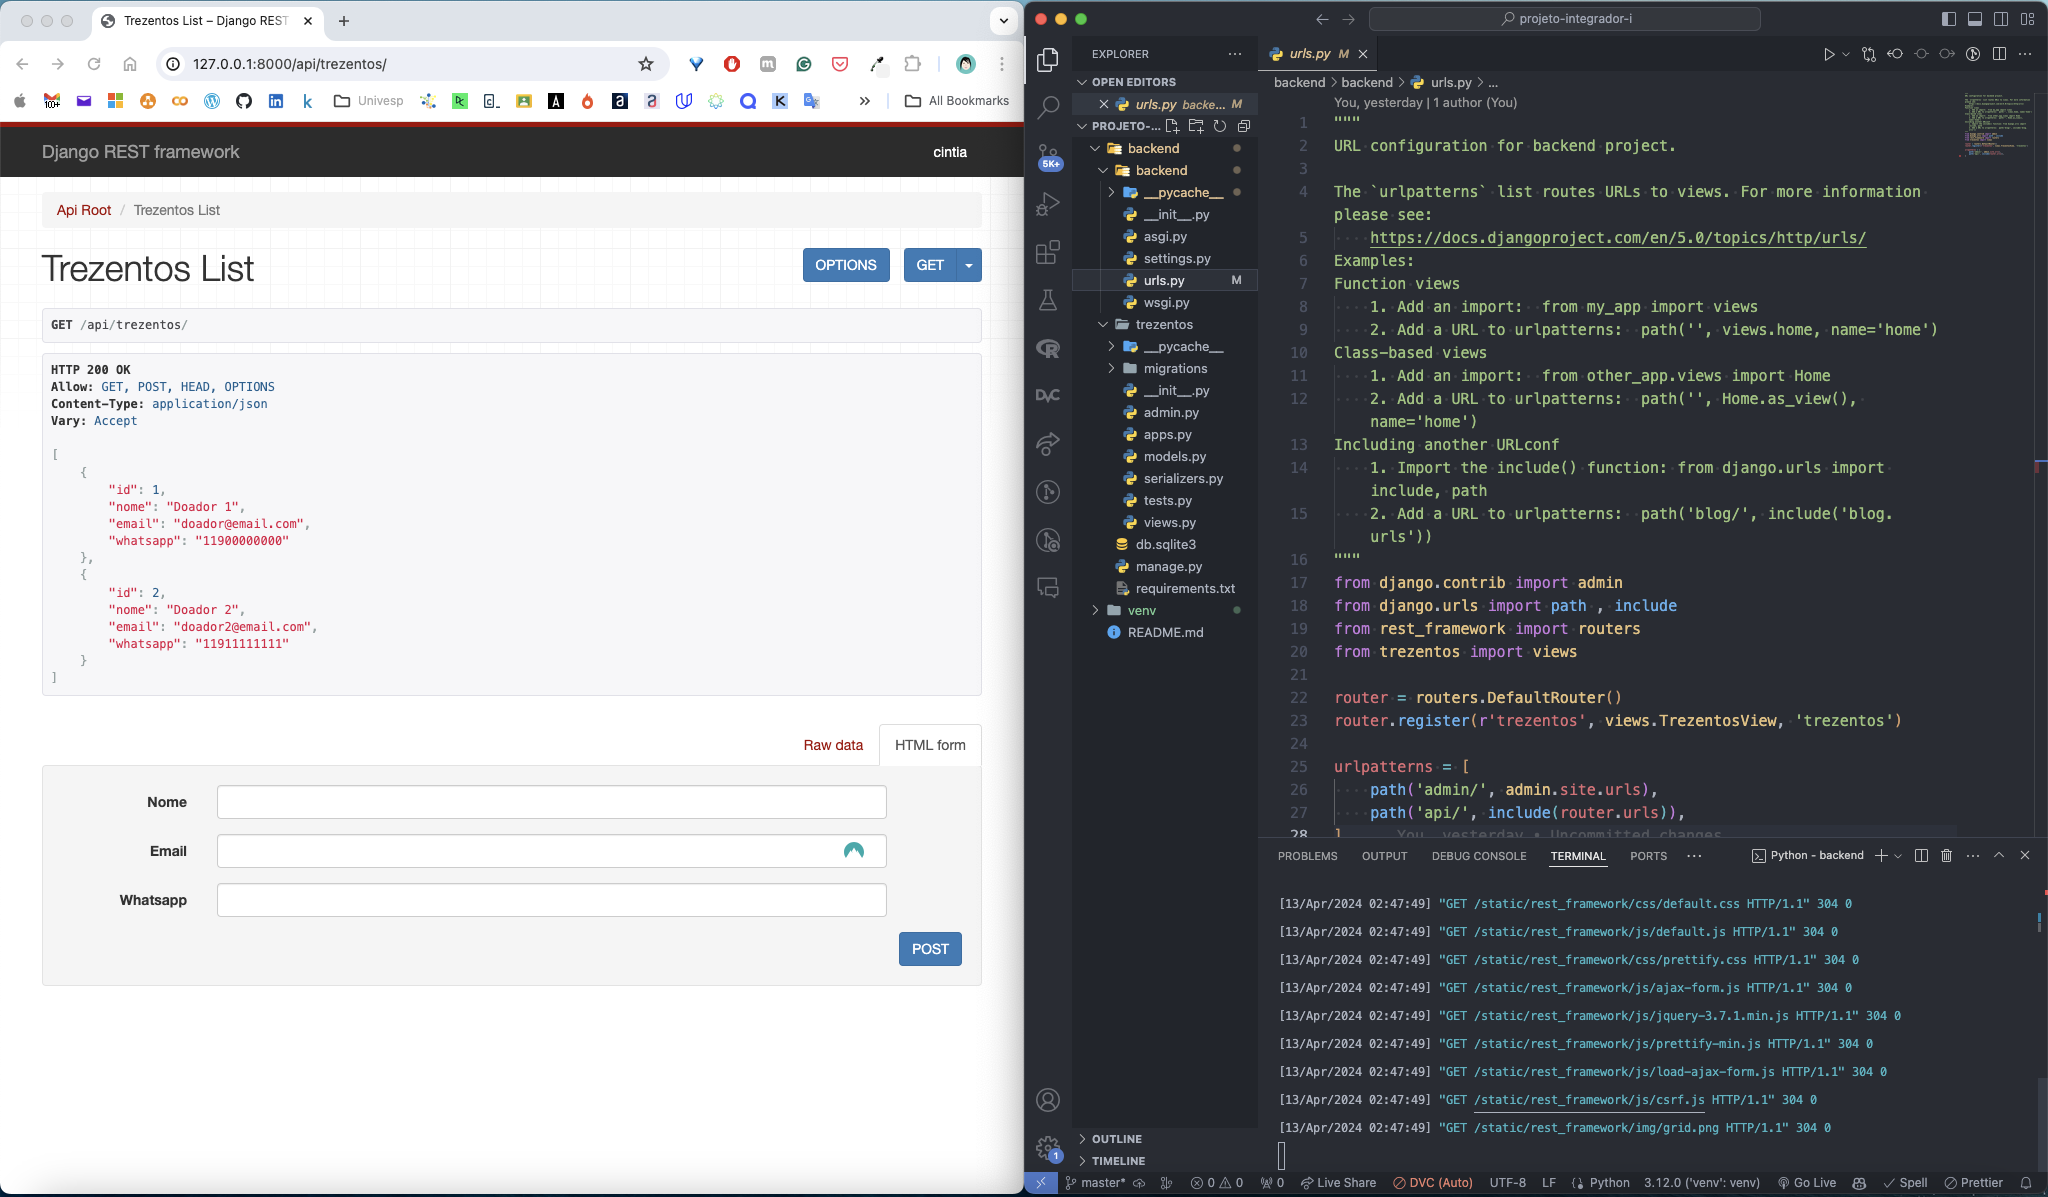 Trezentos List – Django REST
127.0.0.1:8000/api/trezentos/
100+
Univesp
All Bookmarks
Django REST framework
cintia
Api Root / Trezentos List
Trezentos List
OPTIONS
GET
GET /api/trezentos/
HTTP 200 OK
Allow: GET, POST, HEAD, OPTIONS
Content-Type: application/json
Vary: Accept
[
{
"id": 1,
"nome": "Doador 1",
"email": "doador@email.com",
"whatsapp": "11900000000"
},
{
"id": 2,
"nome": "Doador 2",
"email": "doador2@email.com",
"whatsapp": "11911111111"
}
]
Raw data
HTML form
Nome
Email
Whatsapp
POST
projeto-integrador-i
EXPLORER
OPEN EDITORS
urls.py backe... M
PROJETO-...
backend
backend
__pycache__
__init__.py
asgi.py
settings.py
urls.py M
wsgi.py
trezentos
__pycache__
migrations
__init__.py
admin.py
apps.py
models.py
serializers.py
tests.py
views.py
db.sqlite3
manage.py
requirements.txt
venv
README.md
OUTLINE
TIMELINE
5K+
DVC
1
urls.py M
backend > backend > urls.py > ...
You, yesterday | 1 author (You)
1 """
2 URL configuration for backend project.
3
4 The `urlpatterns` list routes URLs to views. For more information
please see:
5 https://docs.djangoproject.com/en/5.0/topics/http/urls/
6 Examples:
7 Function views
8 1. Add an import:  from my_app import views
9 2. Add a URL to urlpatterns:  path('', views.home, name='home')
10 Class-based views
11 1. Add an import:  from other_app.views import Home
12 2. Add a URL to urlpatterns:  path('', Home.as_view(),
name='home')
13 Including another URLconf
14 1. Import the include() function: from django.urls import
include, path
15 2. Add a URL to urlpatterns:  path('blog/', include('blog.
urls'))
16 """
17 from django.contrib import admin
18 from django.urls import path , include
19 from rest_framework import routers
20 from trezentos import views
21
22 router = routers.DefaultRouter()
23 router.register(r'trezentos', views.TrezentosView, 'trezentos')
24
25 urlpatterns = [
26 path('admin/', admin.site.urls),
27 path('api/', include(router.urls)),
28 ] You, yesterday • Uncommitted changes
PROBLEMS OUTPUT DEBUG CONSOLE TERMINAL PORTS
Python - backend
[13/Apr/2024 02:47:49] "GET /static/rest_framework/css/default.css HTTP/1.1" 304 0
[13/Apr/2024 02:47:49] "GET /static/rest_framework/js/default.js HTTP/1.1" 304 0
[13/Apr/2024 02:47:49] "GET /static/rest_framework/css/prettify.css HTTP/1.1" 304 0
[13/Apr/2024 02:47:49] "GET /static/rest_framework/js/ajax-form.js HTTP/1.1" 304 0
[13/Apr/2024 02:47:49] "GET /static/rest_framework/js/jquery-3.7.1.min.js HTTP/1.1" 304 0
[13/Apr/2024 02:47:49] "GET /static/rest_framework/js/prettify-min.js HTTP/1.1" 304 0
[13/Apr/2024 02:47:49] "GET /static/rest_framework/js/load-ajax-form.js HTTP/1.1" 304 0
[13/Apr/2024 02:47:49] "GET /static/rest_framework/js/csrf.js HTTP/1.1" 304 0
[13/Apr/2024 02:47:49] "GET /static/rest_framework/img/grid.png HTTP/1.1" 304 0
master* 0 0 0 Live Share DVC (Auto) UTF-8 LF Python 3.12.0 ('venv': venv) Go Live Spell Prettier